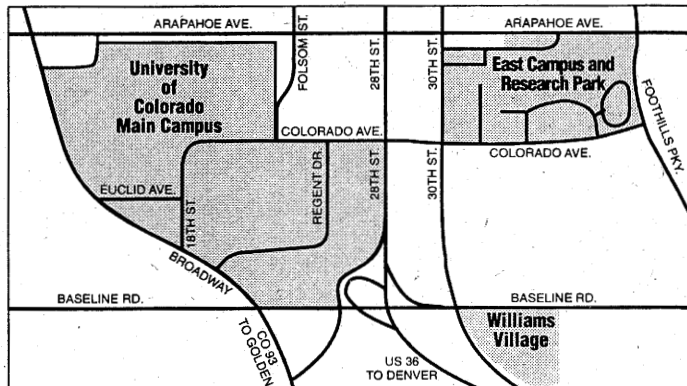 ARAPAHOE AVE.
ARAPAHOE AVE.
FOLSOM ST.
28TH ST.
30TH ST.
University
of
Colorado
Main Campus
East Campus and
Research Park
FOOTHILLS PKY.
COLORADO AVE.
COLORADO AVE.
EUCLID AVE.
18TH ST.
REGENT DR.
28TH ST.
30TH ST.
BROADWAY
BASELINE RD.
BASELINE RD.
Williams
Village
CO 93
TO GOLDEN
US 36
TO DENVER